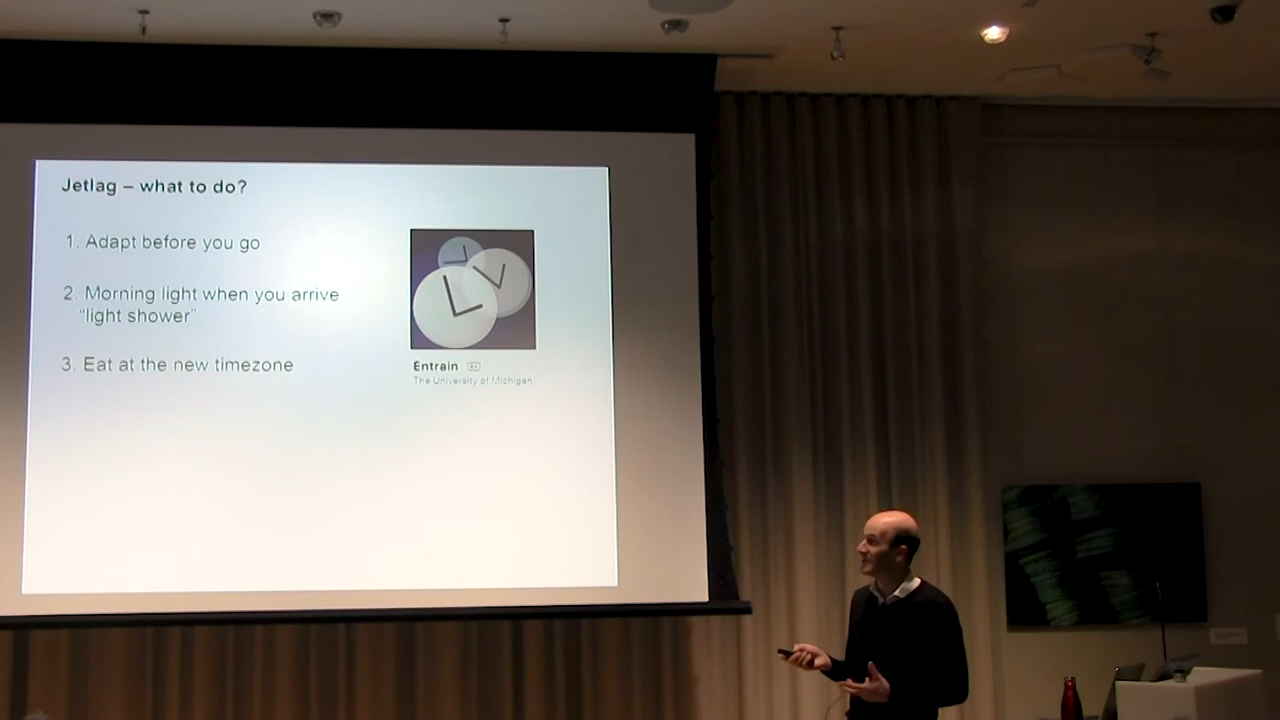 Jetlag – what to do?
1. Adapt before you go
2. Morning light when you arrive
"light shower"
3. Eat at the new timezone
Entrain
The University of Michigan